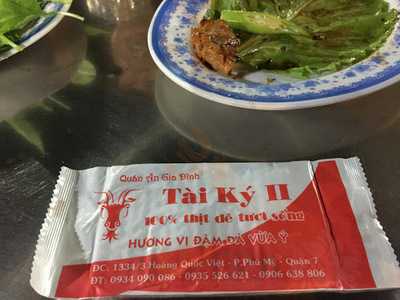 Quán Ăn Gia Đình
Tài Ký II
100% thịt dê tươi sống
HƯƠNG VỊ ĐẬM ĐÀ VỪA Ý
ĐC. 1334/3 Hoàng Quốc Việt - P.Phú Mỹ - Quận 7
ĐT: 0934 090 086 - 0935 526 621 - 0906 638 806